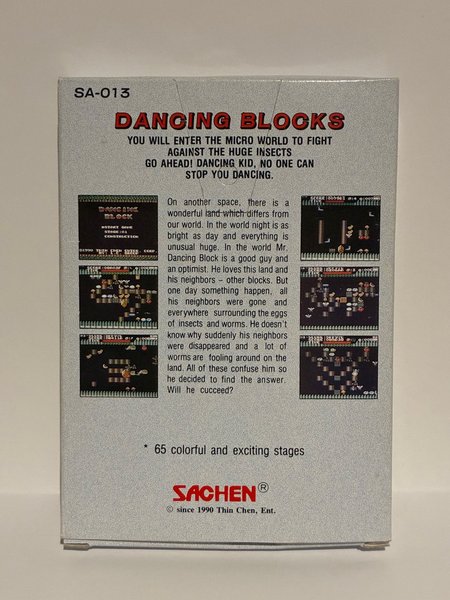 SA-013
DANCING BLOCKS
YOU WILL ENTER THE MICRO WORLD TO FIGHT
AGAINST THE HUGE INSECTS
GO AHEAD! DANCING KID, NO ONE CAN
STOP YOU DANCING.
DANCING
BLOCK
On another space, there is a
wonderful land which differs from
our world. In the world night is as
bright as day and everything is
unusual huge. In the world Mr.
Dancing Block is a good guy and
an optimist. He loves this land and
his neighbors – other blocks. But
one day something happen, all
his neighbors were gone and
everywhere surrounding the eggs
of insects and worms. He doesn't
know why suddenly his neighbors
were disappeared and a lot of
worms are fooling around on the
land. All of these confuse him so
he decided to find the answer.
Will he cucceed?
* 65 colorful and exciting stages
SACHEN®
© since 1990 Thin Chen, Ent.